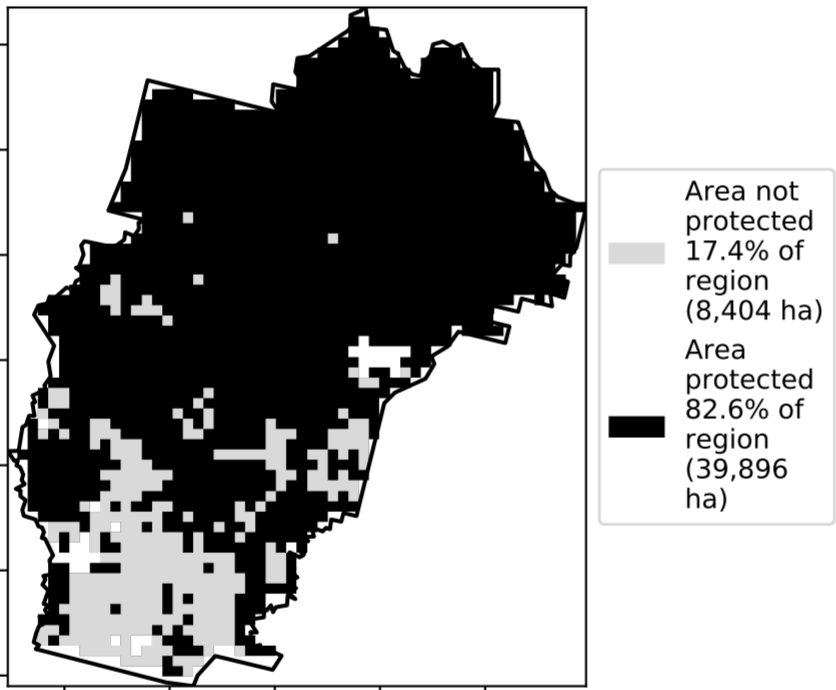 Area not
protected
17.4% of
region
(8,404 ha)
Area
protected
82.6% of
region
(39,896
ha)